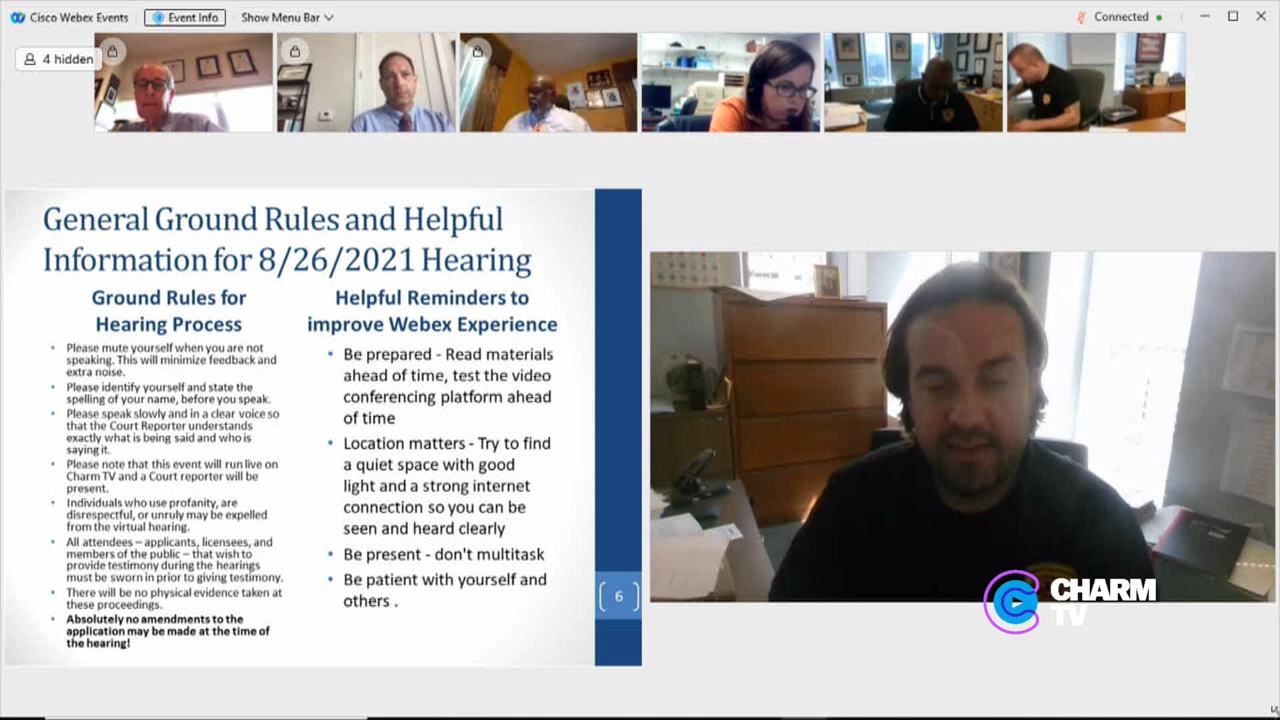 Cisco Webex Events
Event Info
Show Menu Bar
Connected
4 hidden
General Ground Rules and Helpful
Information for 8/26/2021 Hearing
Ground Rules for
Hearing Process
• Please mute yourself when you are not
speaking. This will minimize feedback and
extra noise.
• Please identify yourself and state the
spelling of your name, before you speak.
• Please speak slowly and in a clear voice so
that the Court Reporter understands
exactly what is being said and who is
saying it.
• Please note that this event will run live on
Charm TV and a Court reporter will be
present.
• Individuals who use profanity, are
disrespectful, or unruly may be expelled
from the virtual hearing.
• All attendees – applicants, licensees, and
members of the public – that wish to
provide testimony during the hearings
must be sworn in prior to giving testimony.
• There will be no physical evidence taken at
these proceedings.
• Absolutely no amendments to the
application may be made at the time of
the hearing!
Helpful Reminders to
improve Webex Experience
• Be prepared - Read materials
ahead of time, test the video
conferencing platform ahead
of time
• Location matters - Try to find
a quiet space with good
light and a strong internet
connection so you can be
seen and heard clearly
• Be present - don't multitask
• Be patient with yourself and
others .
6
CHARM
TV